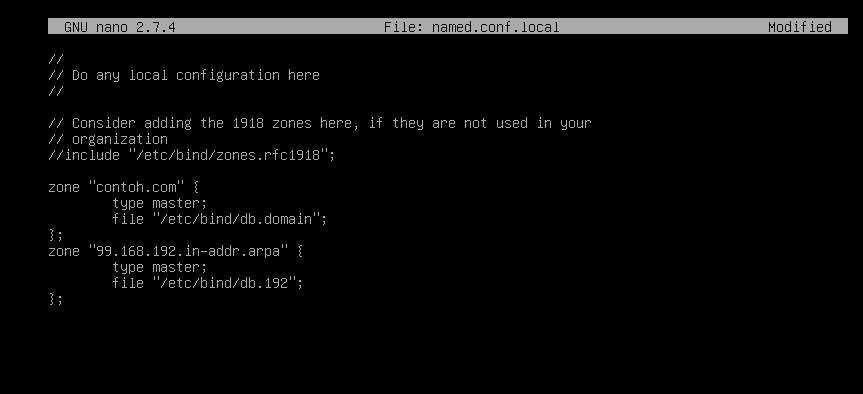 GNU nano 2.7.4 File: named.conf.local Modified
//
// Do any local configuration here
//
// Consider adding the 1918 zones here, if they are not used in your
// organization
//include "/etc/bind/zones.rfc1918";
zone "contoh.com" {
type master;
file "/etc/bind/db.domain";
};
zone "99.168.192.in-addr.arpa" {
type master;
file "/etc/bind/db.192";
};